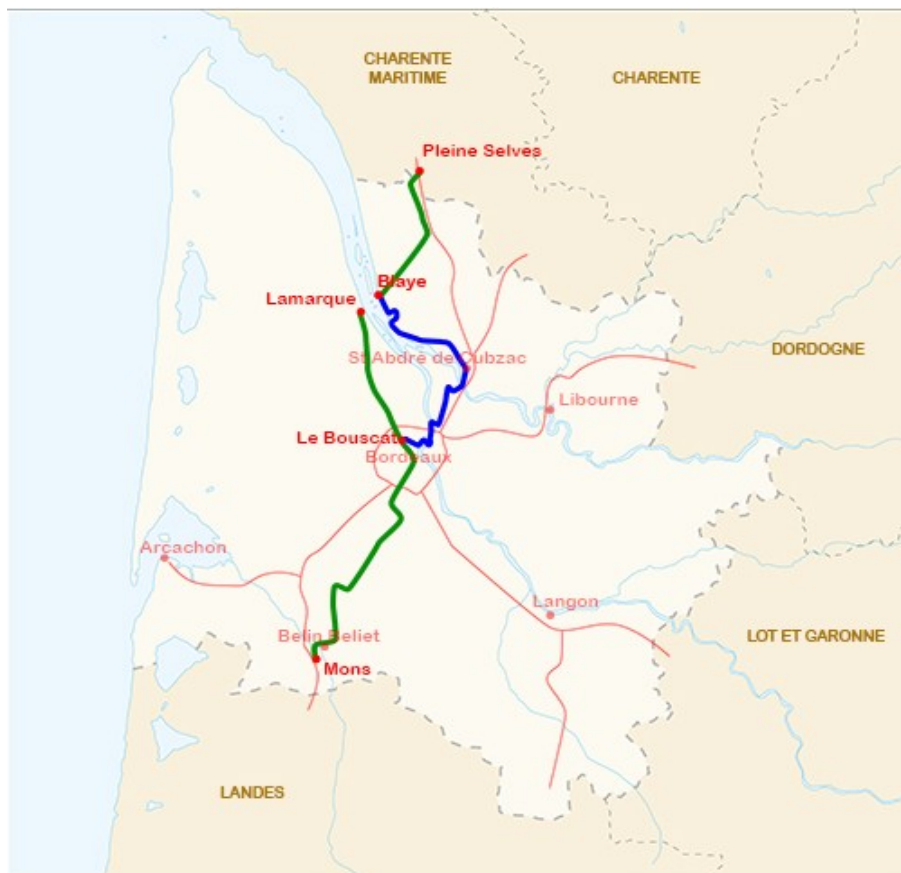 CHARENTE
MARITIME
CHARENTE
Pleine Selves
Blaye
Lamarque
St Abdré de Cubzac
DORDOGNE
Libourne
Le Bouscat
Bordeaux
Arcachon
Langon
Belin Beliet
LOT ET GARONNE
Mons
LANDES